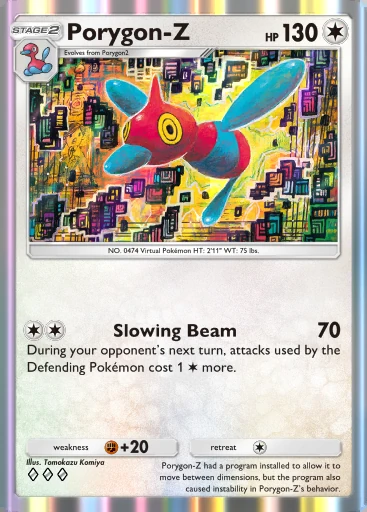 STAGE2 Porygon-Z HP 130
Evolves from Porygon2
NO. 0474 Virtual Pokémon HT: 2'11" WT: 75 lbs.
Slowing Beam 70
During your opponent's next turn, attacks used by the
Defending Pokémon cost 1 more.
weakness +20 retreat
Illus. Tomokazu Komiya
Porygon-Z had a program installed to allow it to
move between dimensions, but the program also
caused instability in Porygon-Z's behavior.